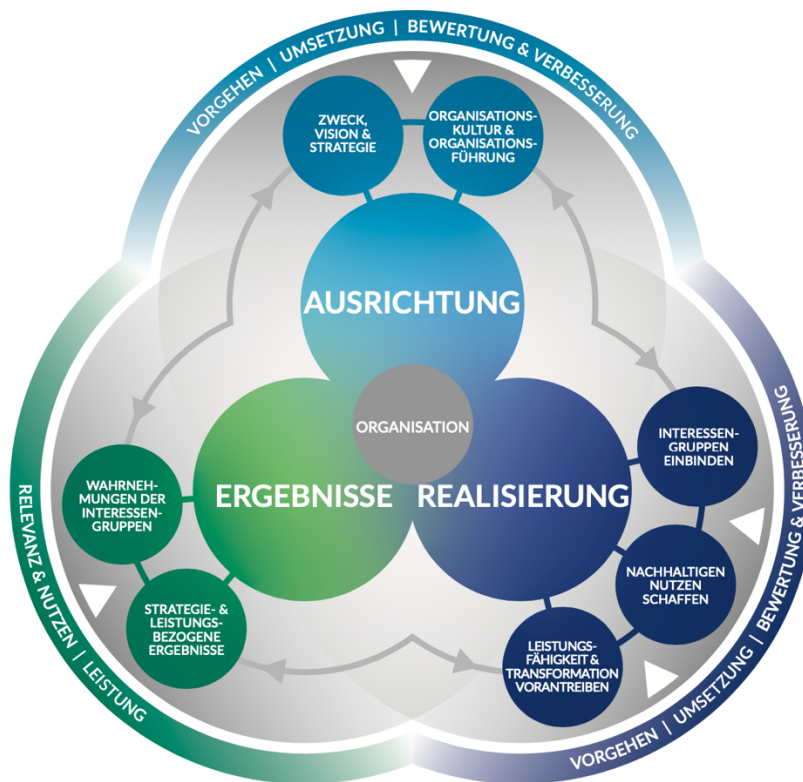 VORGEHEN | UMSETZUNG | BEWERTUNG & VERBESSERUNG
ZWECK,
VISION &
STRATEGIE
ORGANISATIONS-
KULTUR &
ORGANISATIONS-
FÜHRUNG
AUSRICHTUNG
ORGANISATION
ERGEBNISSE
REALISIERUNG
INTERESSEN-
GRUPPEN
EINBINDEN
NACHHALTIGEN
NUTZEN
SCHAFFEN
LEISTUNGS-
FÄHIGKEIT &
TRANSFORMATION
VORANTREIBEN
VORGEHEN | UMSETZUNG | BEWERTUNG & VERBESSERUNG
WAHRNEH-
MUNGEN DER
INTERESSEN-
GRUPPEN
STRATEGIE- &
LEISTUNGS-
BEZOGENE
ERGEBNISSE
RELEVANZ & NUTZEN | LEISTUNG